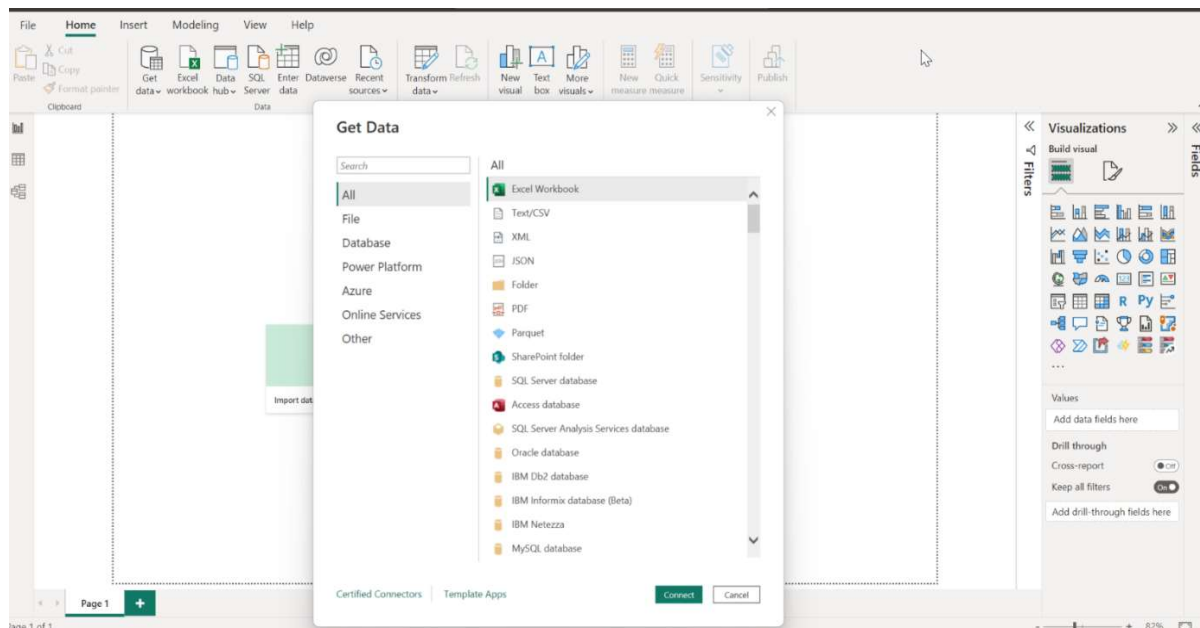 File Home Insert Modeling View Help
Paste
Cut
Copy
Format painter
Clipboard
Get data
Excel workbook
Data hub
SQL Server
Enter data
Dataverse
Recent sources
Data
Transform data
Refresh
New visual
Text box
More visuals
New measure
Quick measure
Sensitivity
Publish
Get Data
Search
All
File
Database
Power Platform
Azure
Online Services
Other
All
Excel Workbook
Text/CSV
XML
JSON
Folder
PDF
Parquet
SharePoint folder
SQL Server database
Access database
SQL Server Analysis Services database
Oracle database
IBM Db2 database
IBM Informix database (Beta)
IBM Netezza
MySQL database
Certified Connectors
Template Apps
Connect
Cancel
Import dat
Filters
Visualizations
Build visual
R Py
...
Values
Add data fields here
Drill through
Cross-report
Off
Keep all filters
On
Add drill-through fields here
Fields
Page 1
+
Page 1 of 1
- + 82%